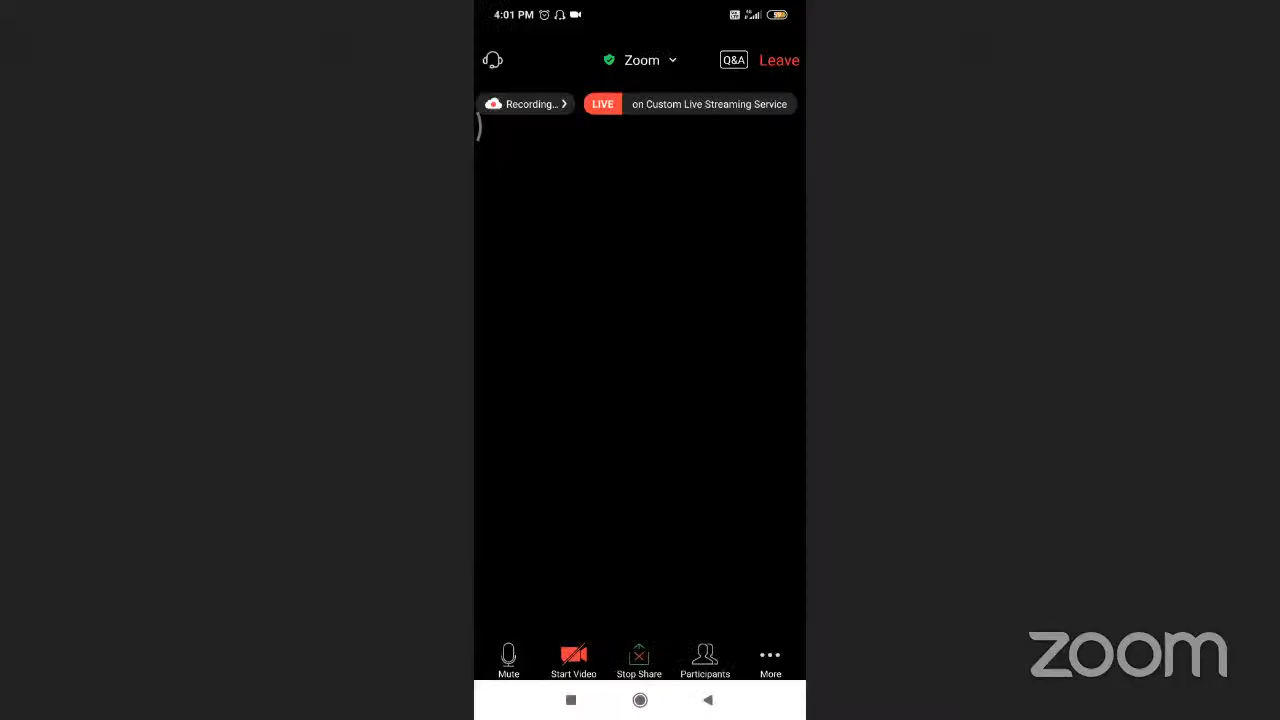 4:01 PM
Zoom
Q&A
Leave
Recording...
LIVE on Custom Live Streaming Service
Mute
Start Video
Stop Share
Participants
More
zoom